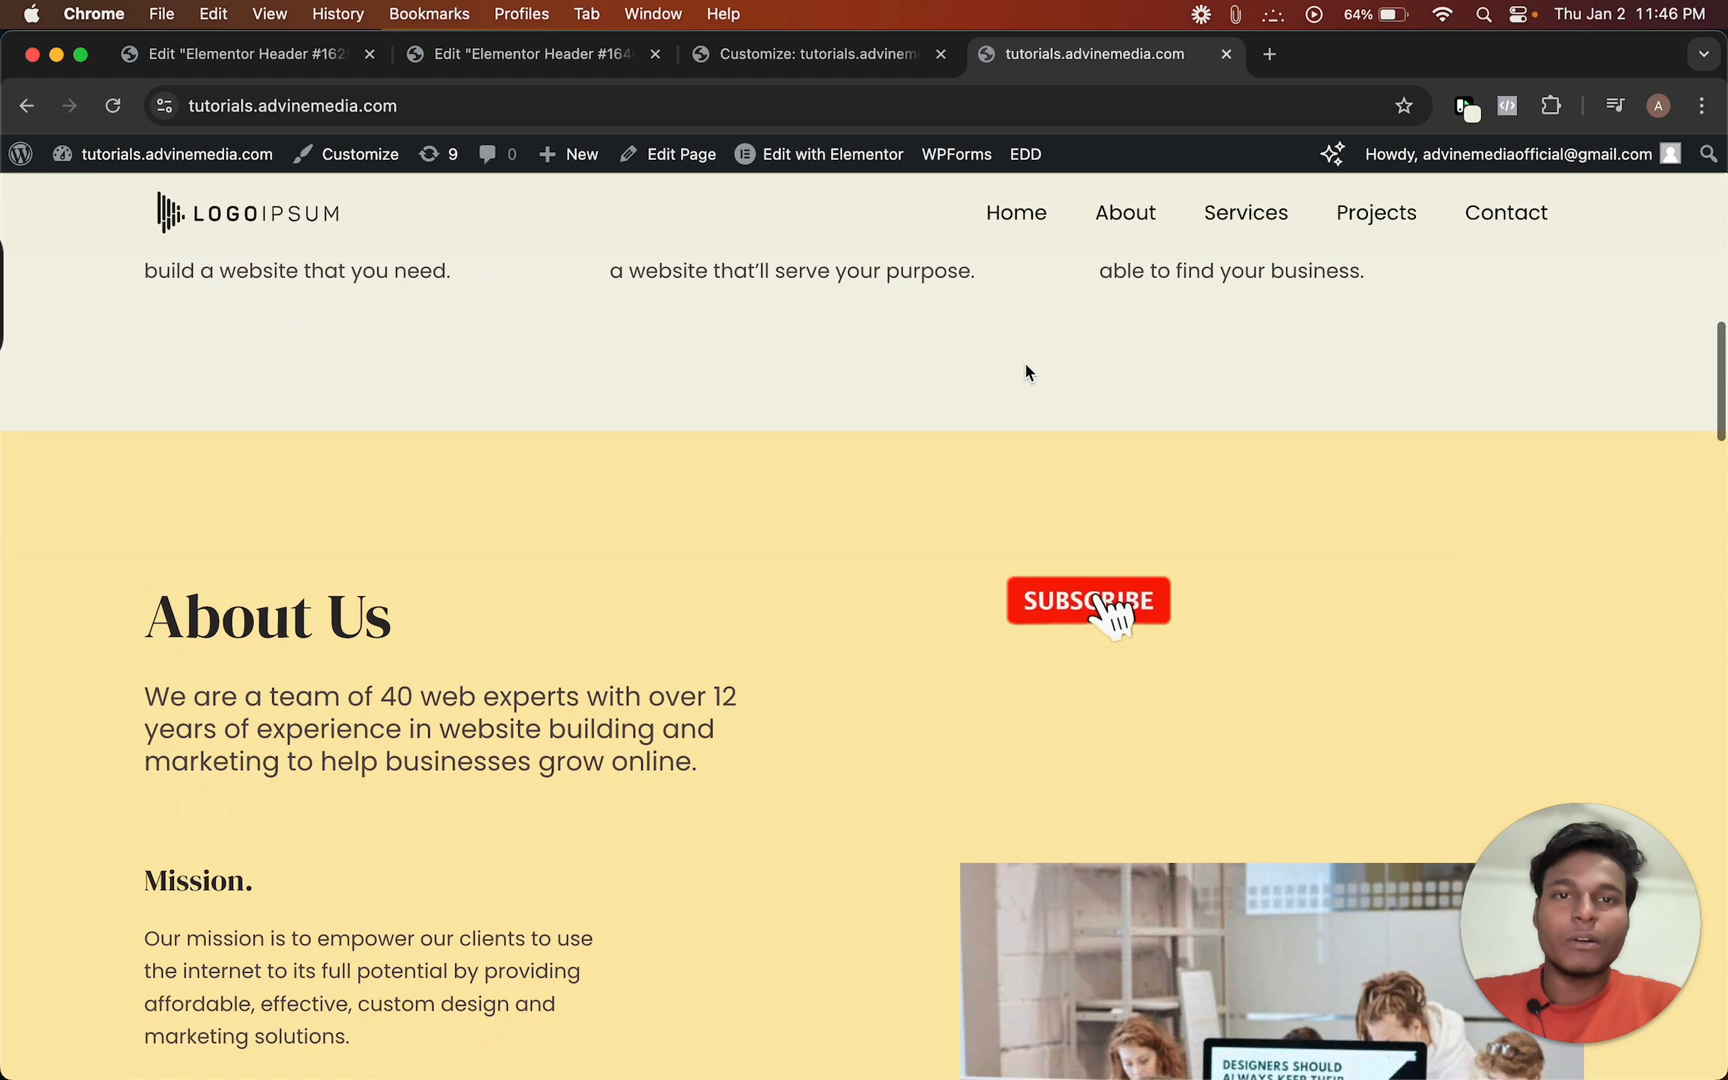 Chrome File Edit View History Bookmarks Profiles Tab Window Help 64% Thu Jan 2 11:46 PM
Edit "Elementor Header #162 Edit "Elementor Header #164 Customize: tutorials.advinem tutorials.advinemedia.com
tutorials.advinemedia.com A
tutorials.advinemedia.com Customize 9 0 New Edit Page Edit with Elementor WPForms EDD Howdy, advinemediaofficial@gmail.com
LOGOIPSUM Home About Services Projects Contact
build a website that you need. a website that'll serve your purpose. able to find your business.
About Us
SUBSCRIBE
We are a team of 40 web experts with over 12
years of experience in website building and
marketing to help businesses grow online.
Mission.
Our mission is to empower our clients to use
the internet to its full potential by providing
affordable, effective, custom design and
marketing solutions.
DESIGNERS SHOULD
ALWAYS KEEP THEIR